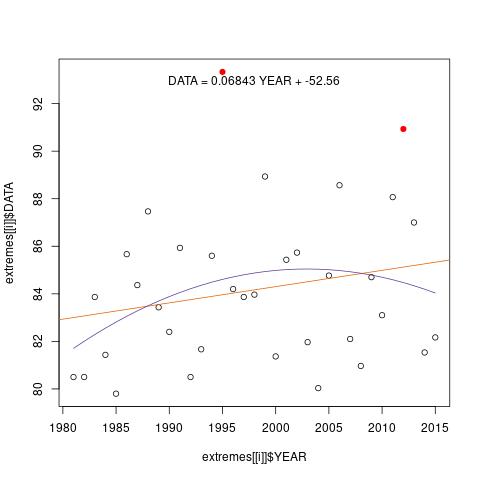 DATA = 0.06843 YEAR + -52.56
extremes[[i]]$DATA
92
90
88
86
84
82
80
1980 1985 1990 1995 2000 2005 2010 2015
extremes[[i]]$YEAR